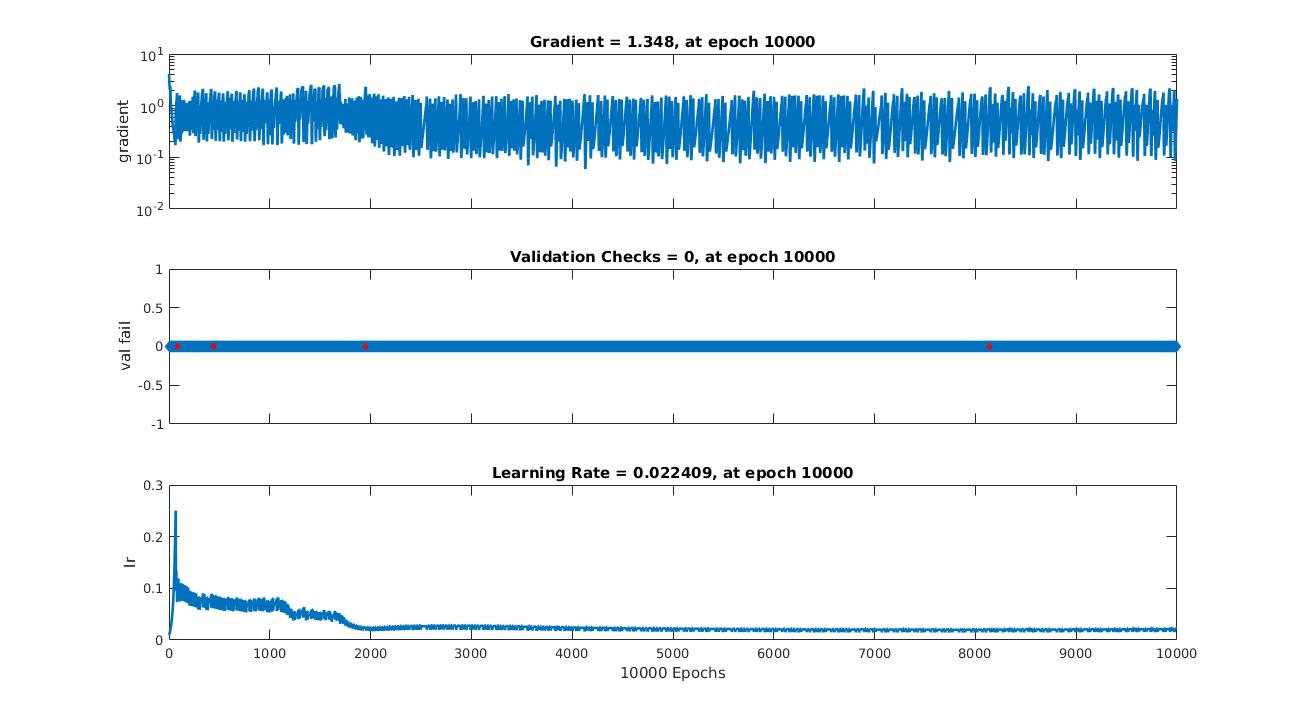 Gradient = 1.348, at epoch 10000
10^1
10^0
10^-1
10^-2
gradient
Validation Checks = 0, at epoch 10000
1
0.5
0
-0.5
-1
val fail
Learning Rate = 0.022409, at epoch 10000
0.3
0.2
0.1
0
lr
0 1000 2000 3000 4000 5000 6000 7000 8000 9000 10000
10000 Epochs